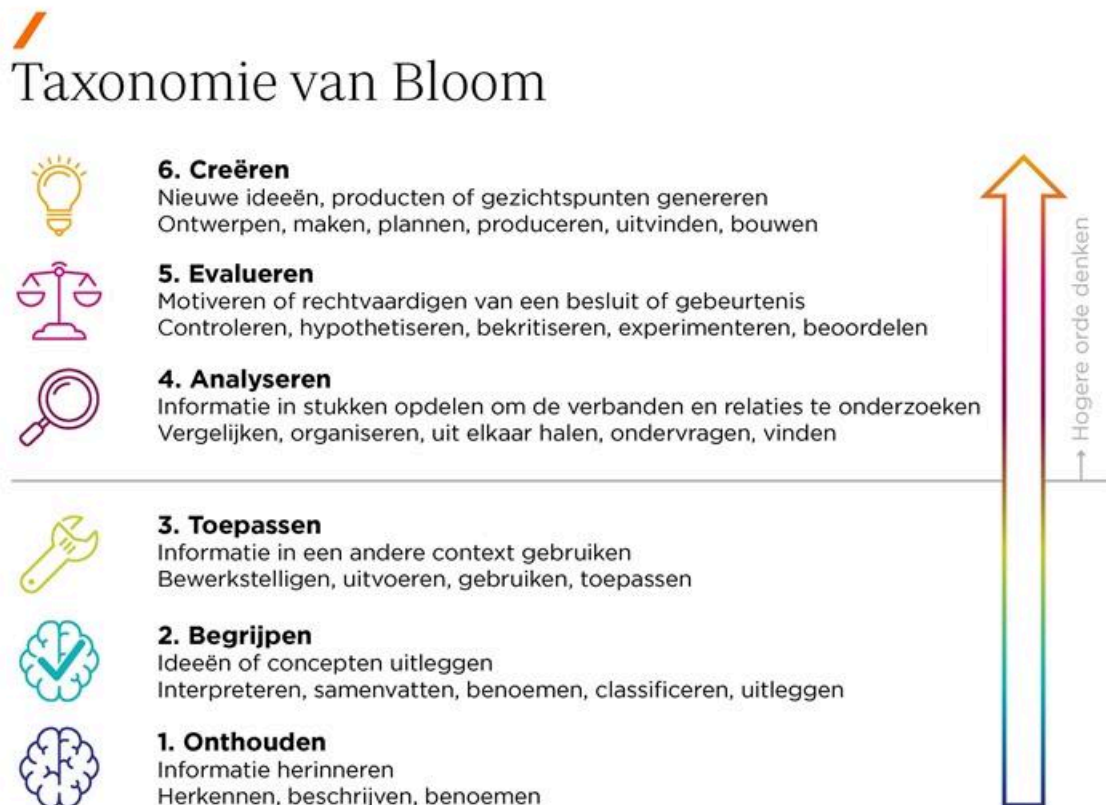 Taxonomie van Bloom
6. Creëren
Nieuwe ideeën, producten of gezichtspunten genereren
Ontwerpen, maken, plannen, produceren, uitvinden, bouwen
5. Evalueren
Motiveren of rechtvaardigen van een besluit of gebeurtenis
Controleren, hypothetiseren, bekritiseren, experimenteren, beoordelen
4. Analyseren
Informatie in stukken opdelen om de verbanden en relaties te onderzoeken
Vergelijken, organiseren, uit elkaar halen, ondervragen, vinden
→ Hogere orde denken
3. Toepassen
Informatie in een andere context gebruiken
Bewerkstelligen, uitvoeren, gebruiken, toepassen
2. Begrijpen
Ideeën of concepten uitleggen
Interpreteren, samenvatten, benoemen, classificeren, uitleggen
1. Onthouden
Informatie herinneren
Herkennen, beschrijven, benoemen